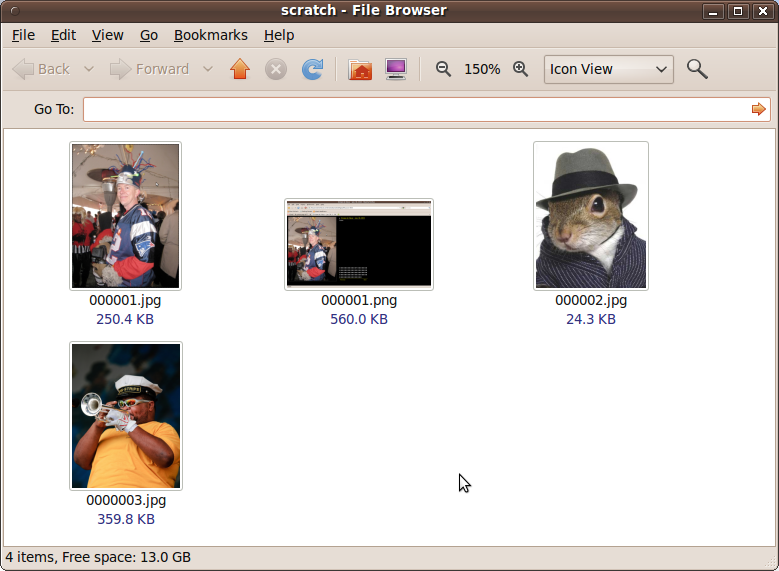 scratch - File Browser
File Edit View Go Bookmarks Help
Back Forward 150% Icon View
Go To:
000001.jpg 000001.png 000002.jpg
250.4 KB 560.0 KB 24.3 KB
0000003.jpg
359.8 KB
4 items, Free space: 13.0 GB